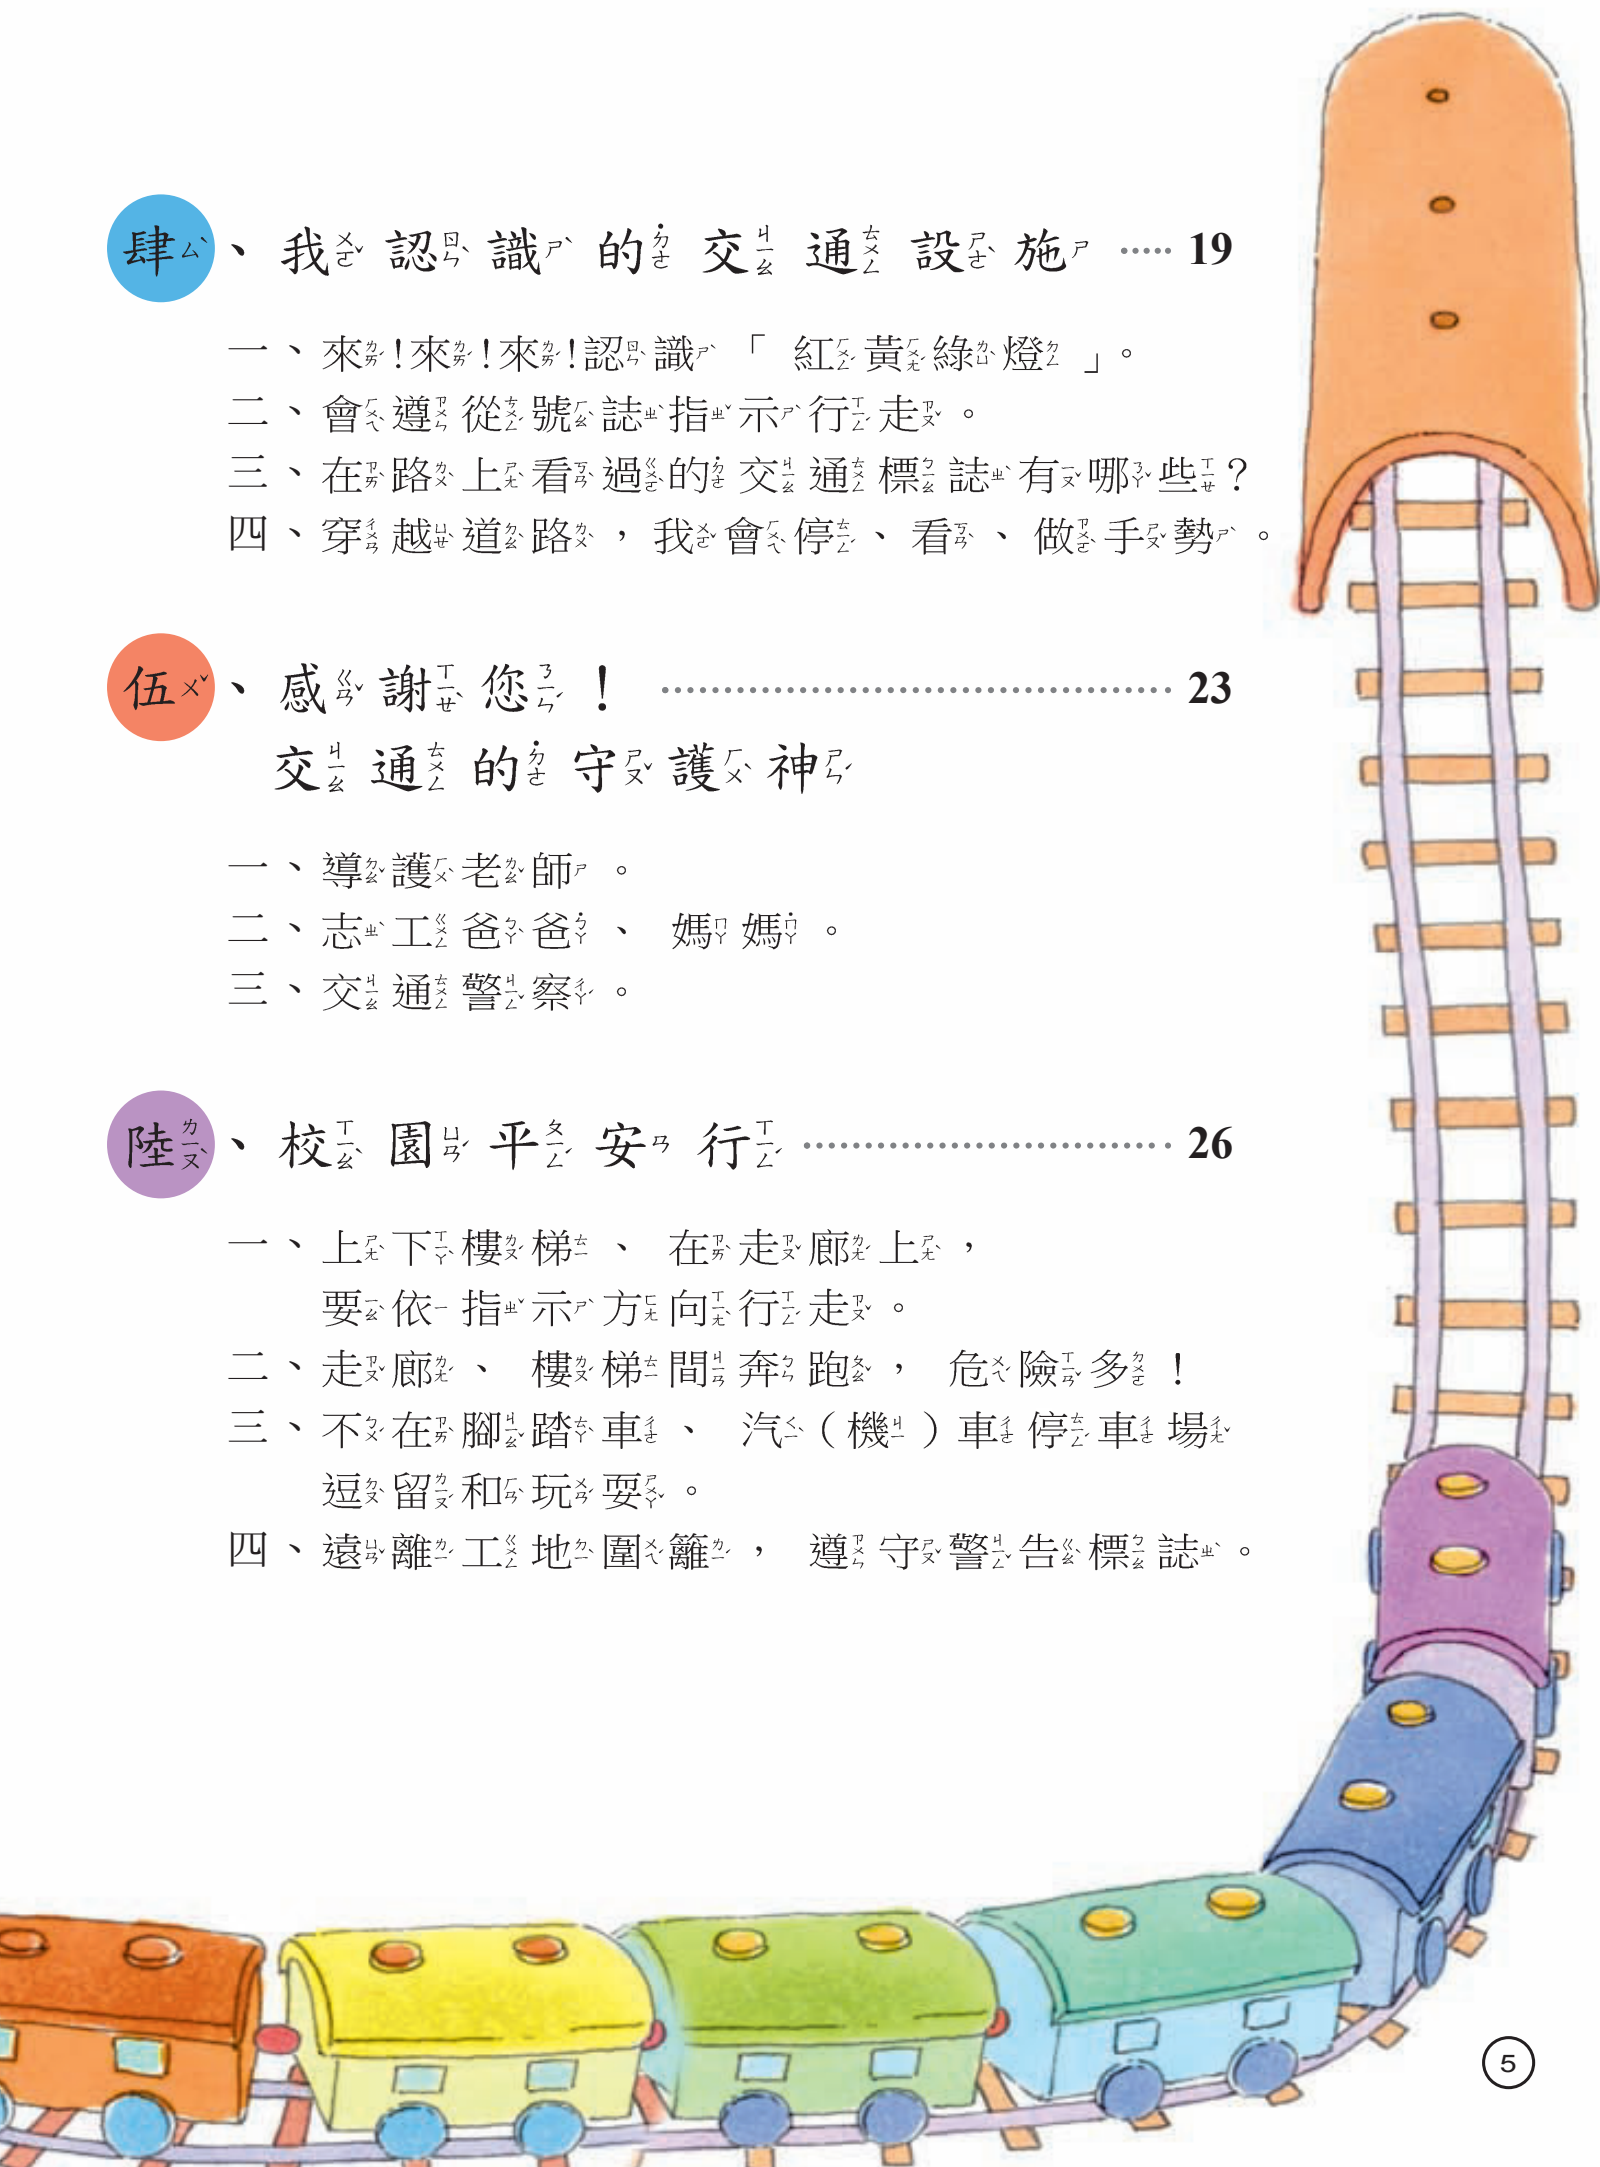 肆、我認識的交通設施 ····· 19
一、來!來!來!認識「紅黃綠燈」。
二、會遵從號誌指示行走。
三、在路上看過的交通標誌有哪些?
四、穿越道路,我會停、看、做手勢。
伍、感謝您! ········································ 23
交通的守護神
一、導護老師。
二、志工爸爸、媽媽。
三、交通警察。
陸、校園平安行 ····························· 26
一、上下樓梯、在走廊上,
要依指示方向行走。
二、走廊、樓梯間奔跑,危險多!
三、不在腳踏車、汽(機)車停車場
逗留和玩耍。
四、遠離工地圍籬,遵守警告標誌。
5